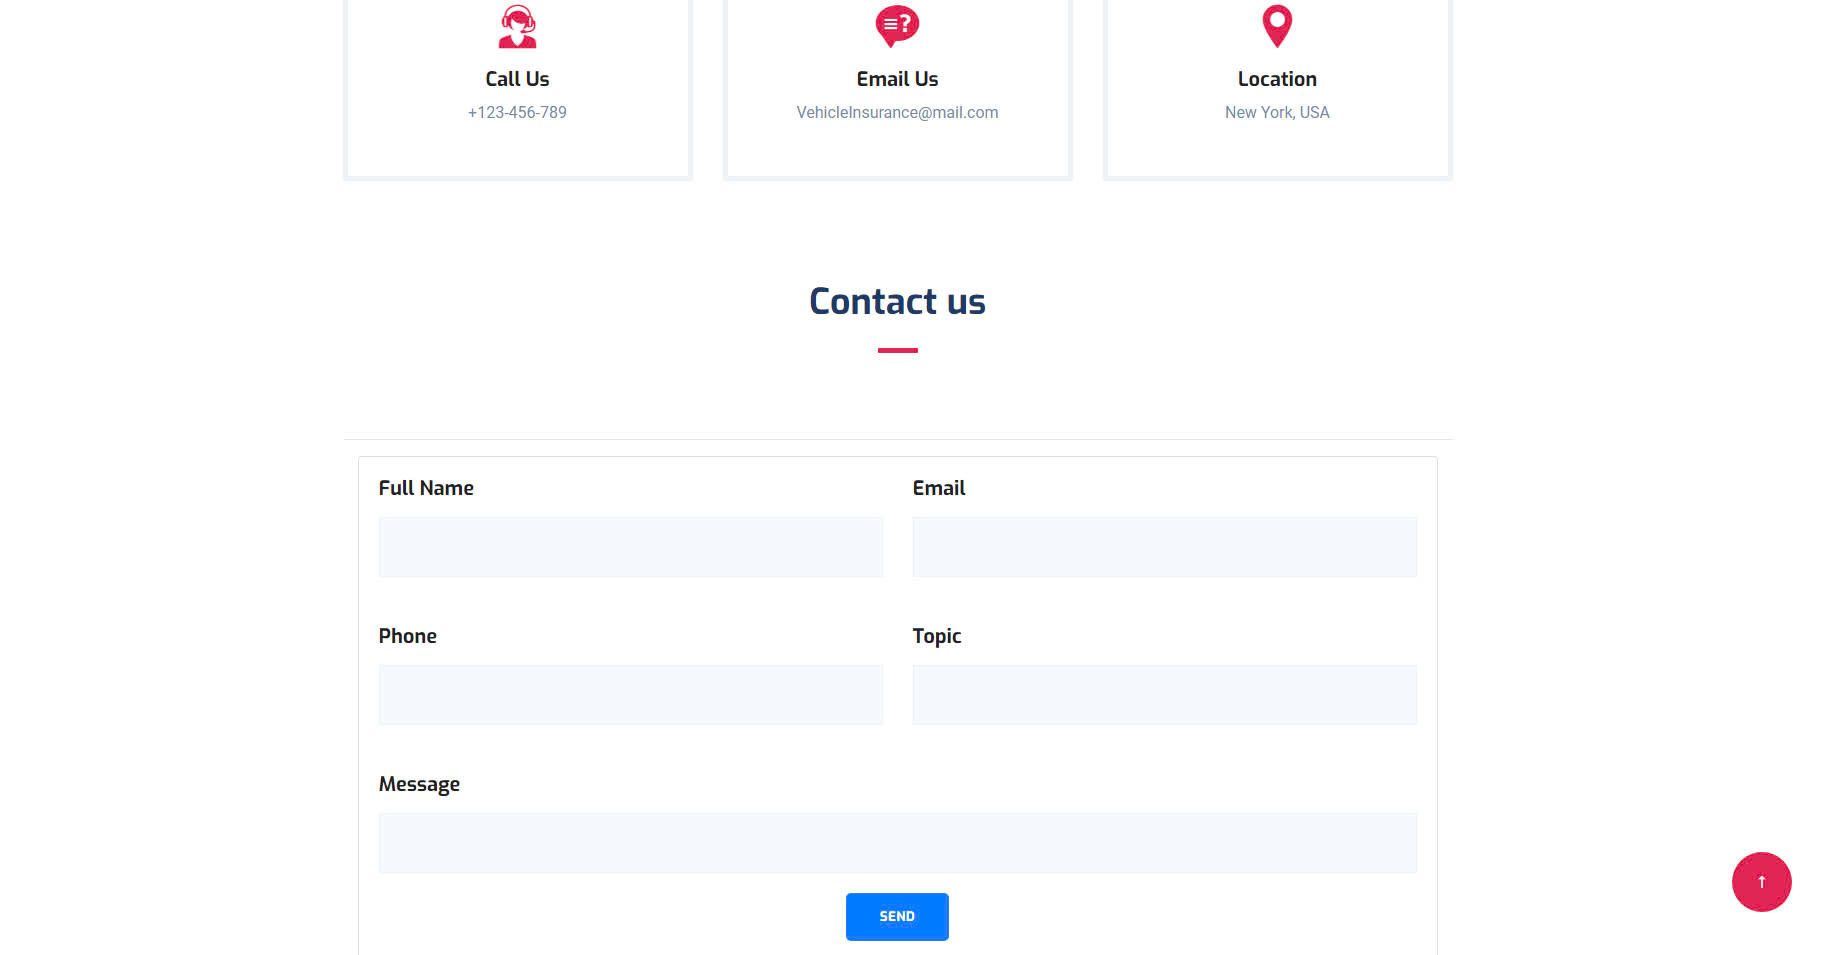 Call Us
+123-456-789
Email Us
VehicleInsurance@mail.com
Location
New York, USA
Contact us
Full Name
Email
Phone
Topic
Message
SEND
↑